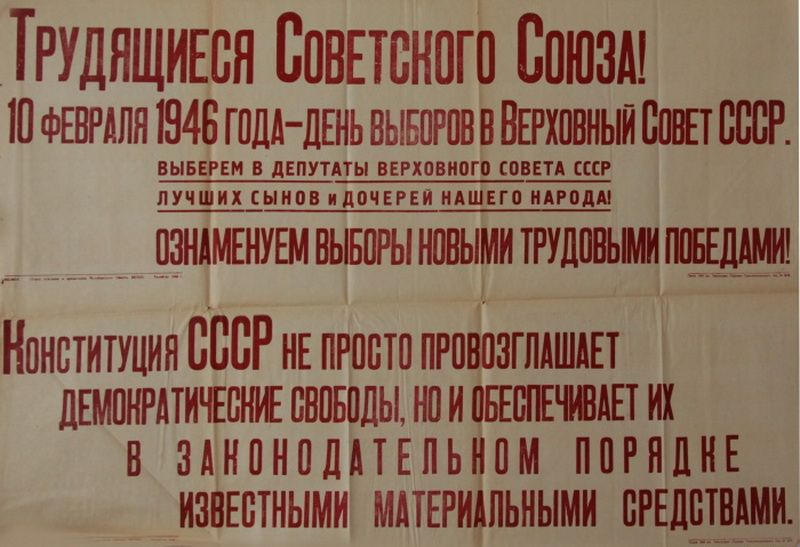 Трудящиеся Советского Союза!
10 февраля 1946 года—день выборов в Верховный Совет СССР.
ВЫБЕРЕМ В ДЕПУТАТЫ ВЕРХОВНОГО СОВЕТА СССР
ЛУЧШИХ СЫНОВ и ДОЧЕРЕЙ НАШЕГО НАРОДА!
ОЗНАМЕНУЕМ ВЫБОРЫ НОВЫМИ ТРУДОВЫМИ ПОБЕДАМИ!
Конституция СССР не просто провозглашает
демократические свободы, но и обеспечивает их
в законодательном порядке
известными материальными средствами.